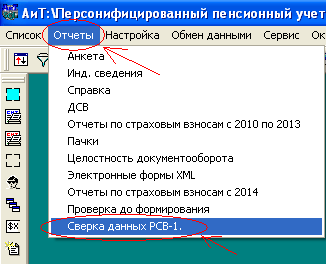 АиТ:\Персонифицированный пенсионный учет
Список Отчеты Настройка Обмен данными Сервис
Анкета
Инд. сведения
Справка
ДСВ
Отчеты по страховым взносам с 2010 по 2013
Пачки
Целостность документооборота
Электронные формы XML
Отчеты по страховым взносам с 2014
Проверка до формирования
Сверка данных РСВ-1.